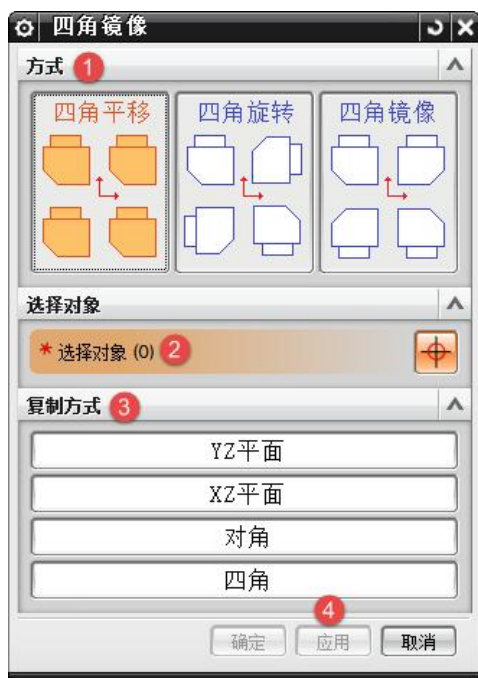 四角镜像
方式 1
四角平移 四角旋转 四角镜像
选择对象
* 选择对象 (0) 2
复制方式 3
YZ平面
XZ平面
对角
四角
4
确定 应用 取消